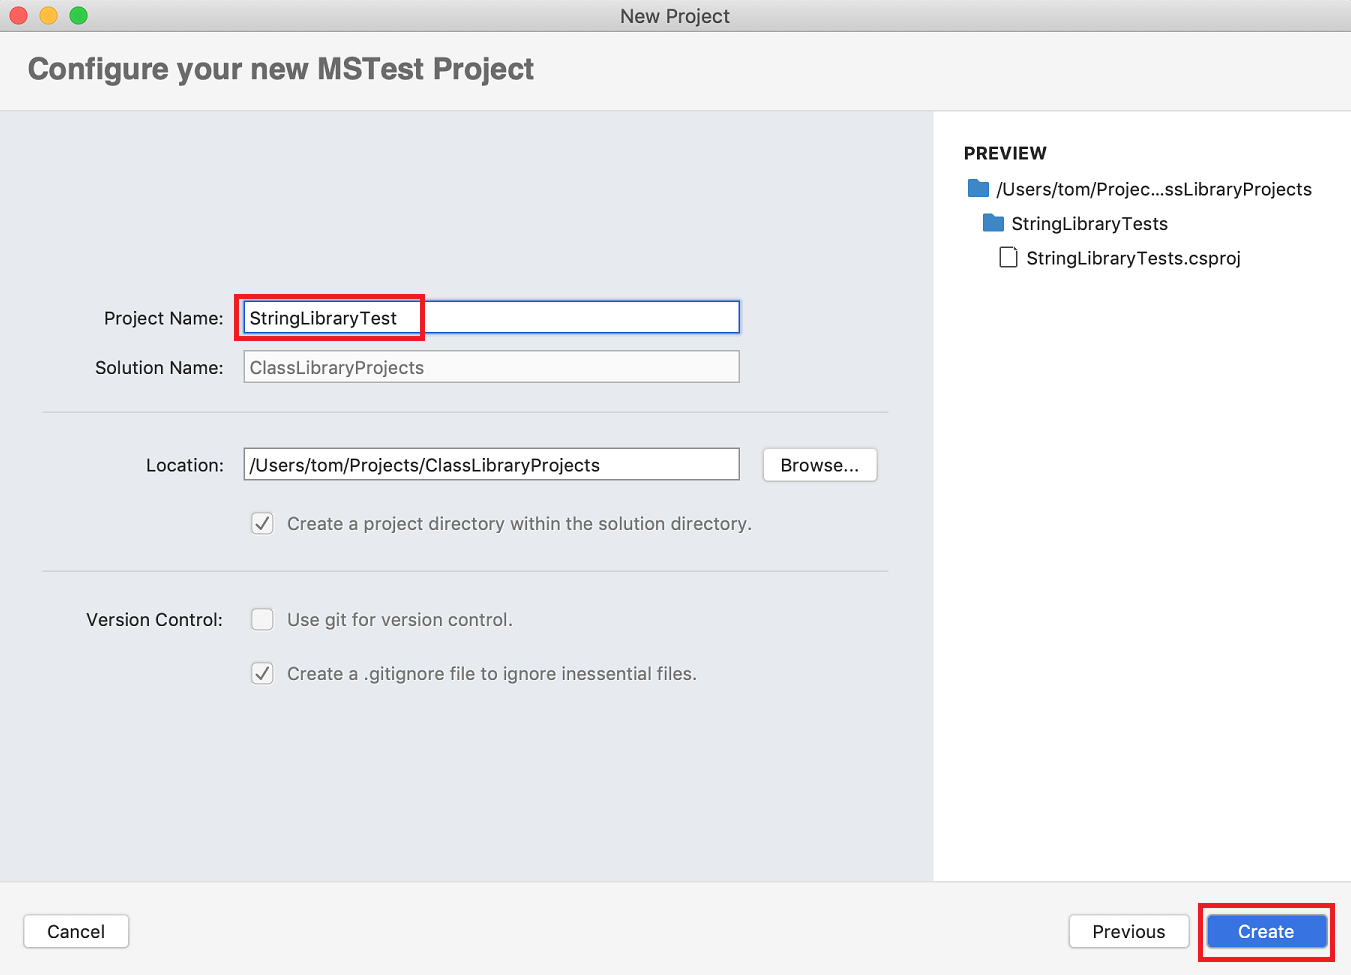 New Project
Configure your new MSTest Project
Project Name: StringLibraryTest
Solution Name: ClassLibraryProjects
Location: /Users/tom/Projects/ClassLibraryProjects Browse...
Create a project directory within the solution directory.
Version Control: Use git for version control.
Create a .gitignore file to ignore inessential files.
PREVIEW
/Users/tom/Projec...ssLibraryProjects
StringLibraryTests
StringLibraryTests.csproj
Cancel Previous Create